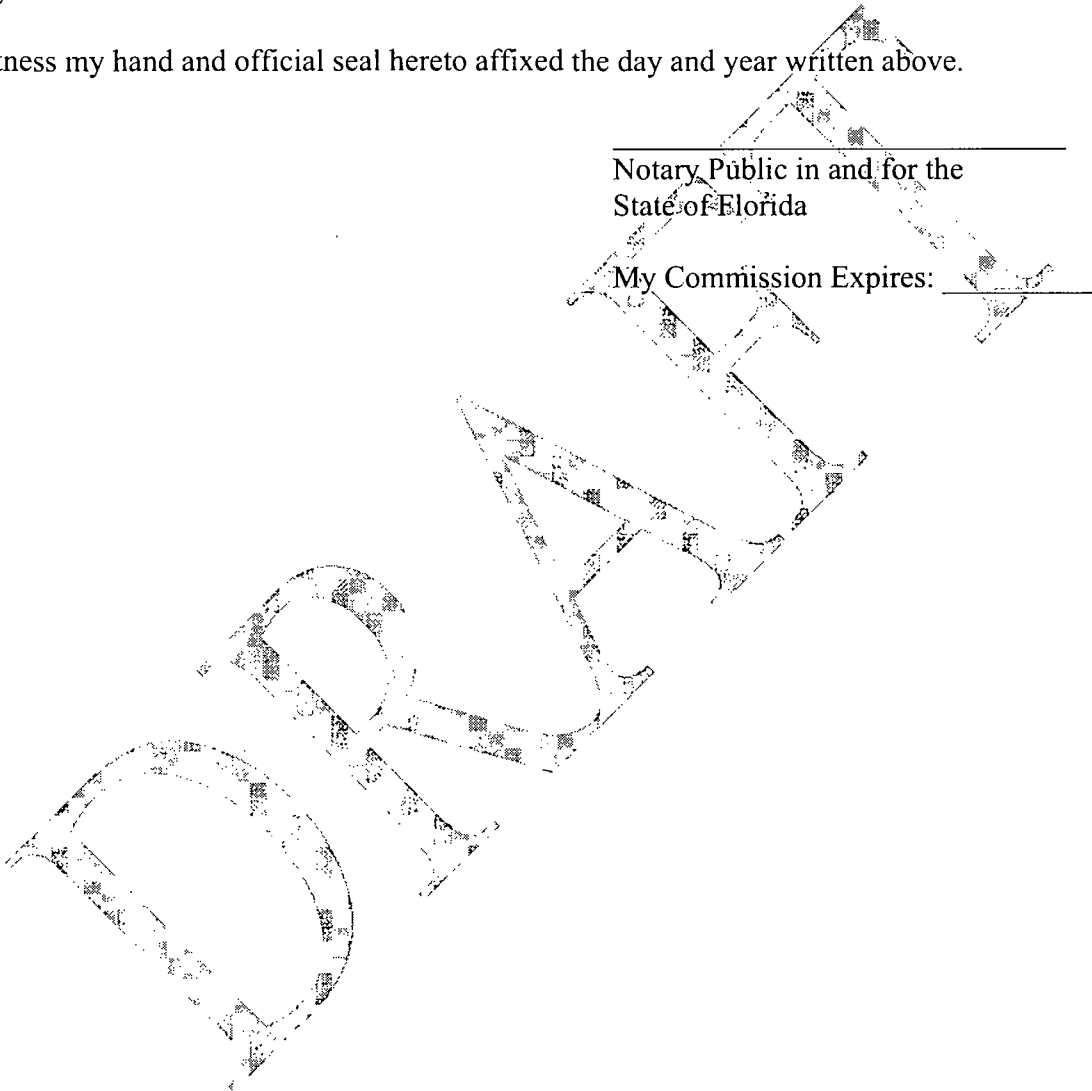 tness my hand and official seal hereto affixed the day and year written above.
Notary Public in and for the
State of Florida
My Commission Expires:
DRAFT